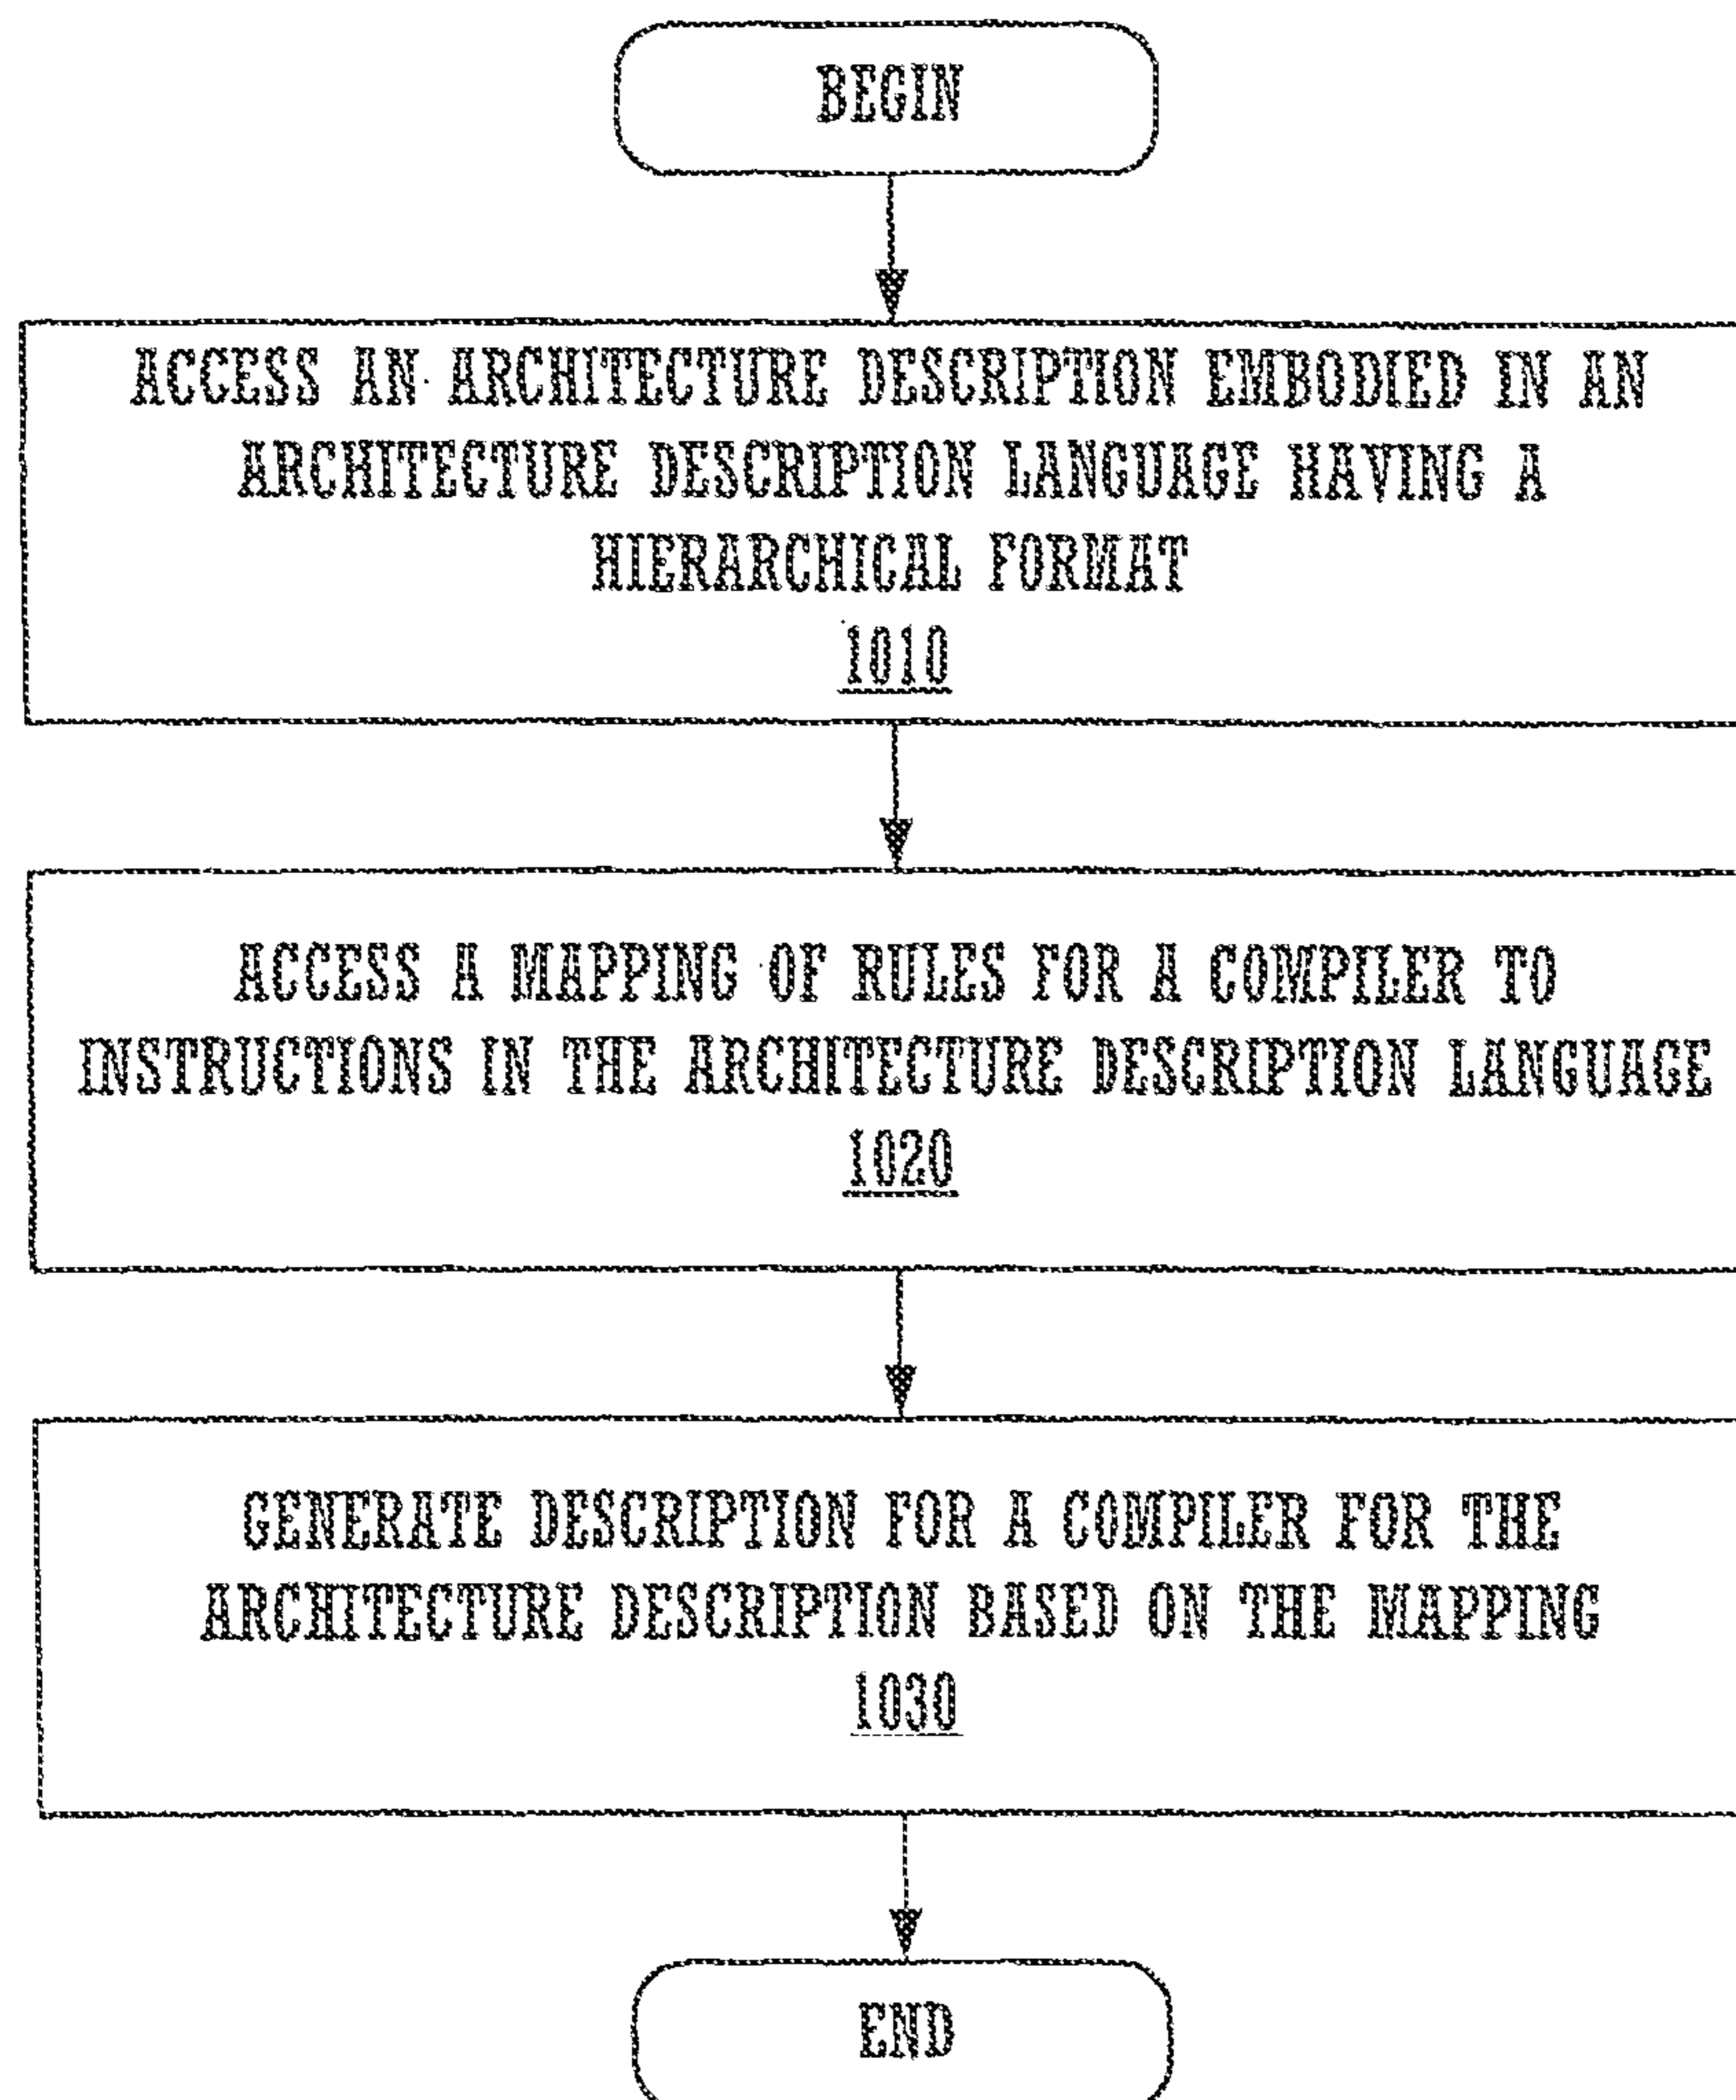 BEGIN
ACCESS AN ARCHITECTURE DESCRIPTION EMBODIED IN AN
ARCHITECTURE DESCRIPTION LANGUAGE HAVING A
HIERARCHICAL FORMAT
1010
ACCESS A MAPPING OF RULES FOR A COMPILER TO
INSTRUCTIONS IN THE ARCHITECTURE DESCRIPTION LANGUAGE
1020
GENERATE DESCRIPTION FOR A COMPILER FOR THE
ARCHITECTURE DESCRIPTION BASED ON THE MAPPING
1030
END